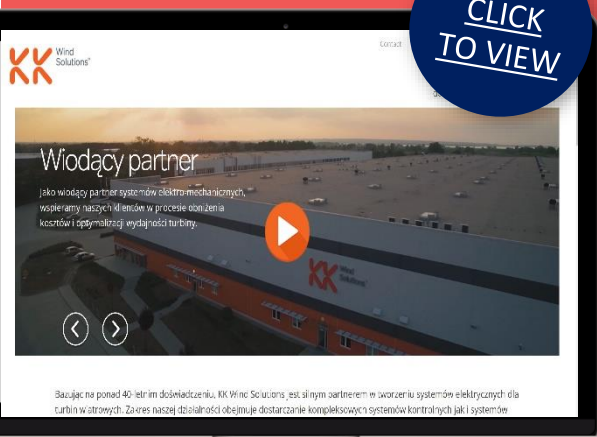 CLICK
TO VIEW
Contact
KK Wind
Solutions
Wiodący partner
Jako wiodący partner systemów elektro-mechanicznych,
wspieramy naszych klientów w procesie obniżenia
kosztów i optymalizacji wydajności turbiny.
KK Wind
Solutions
Bazując na ponad 40-letnim doświadczeniu, KK Wind Solutions jest silnym partnerem w tworzeniu systemów elektrycznych dla
turbin wiatrowych. Zakres naszej działalności obejmuje dostarczanie kompleksowych systemów kontrolnych jak i systemów